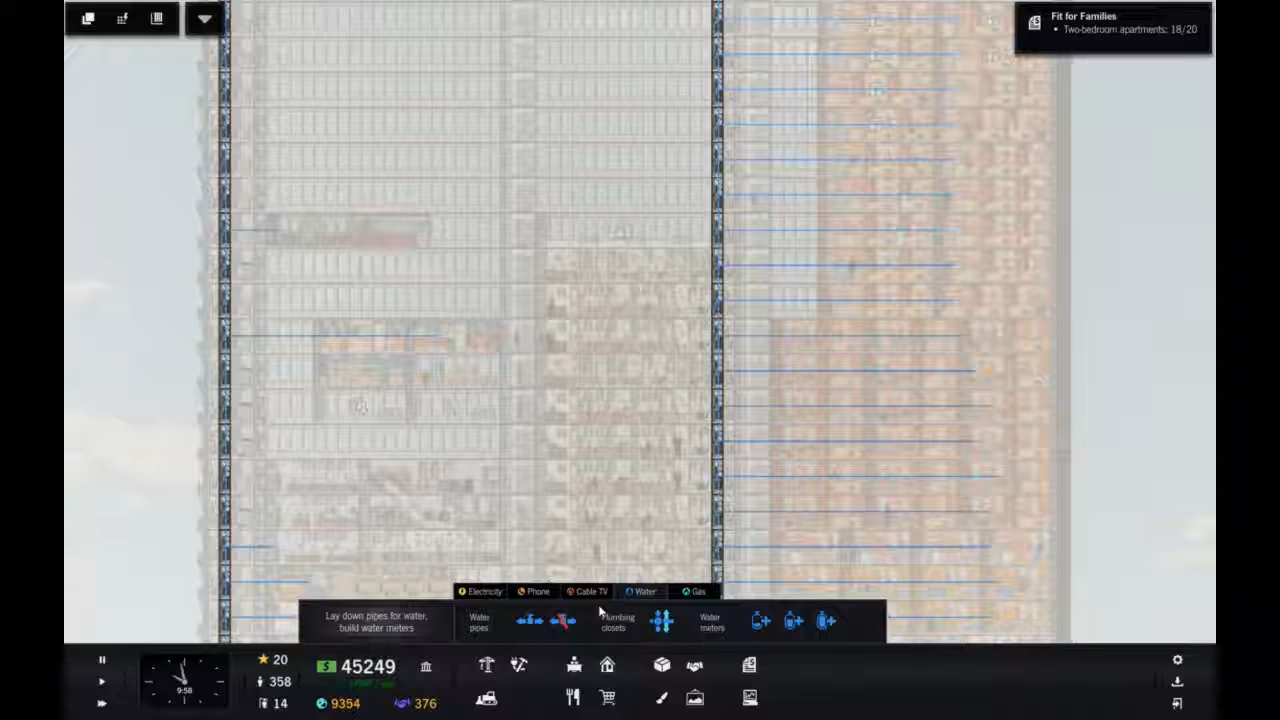 Fit for Families
• Two-bedroom apartments: 18/20
Electricity
Phone
Cable TV
Water
Gas
Lay down pipes for water,
build water meters
Water
pipes
Plumbing
closets
Water
meters
9:58
20
358
14
$ 45249
9354
376